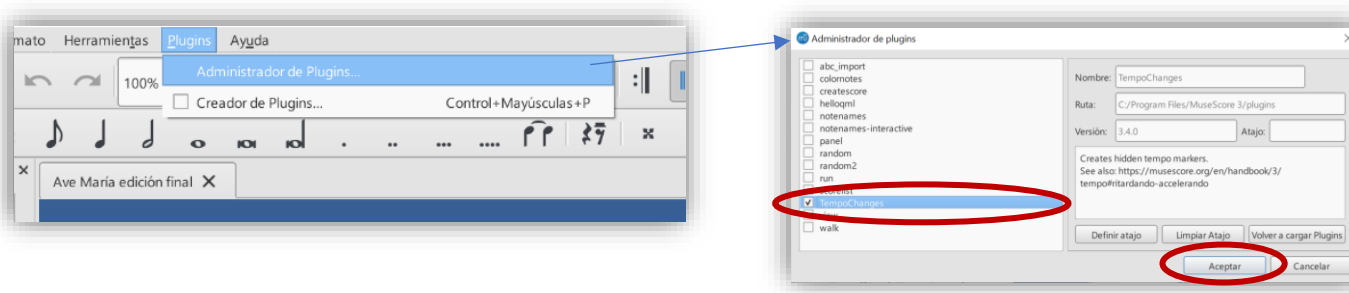 mato Herramientas Plugins Ayuda
100%
Administrador de Plugins...
Creador de Plugins... Control+Mayúsculas+P
Ave María edición final
Administrador de plugins
abc_import
colornotes
createscore
helloqml
notenames
notenames-interactive
panel
random
random2
run
scorelist
TempoChanges
view
walk
Nombre: TempoChanges
Ruta: C:/Program Files/MuseScore 3/plugins
Versión: 3.4.0 Atajo:
Creates hidden tempo markers.
See also: https://musescore.org/en/handbook/3/
tempo#ritardando-accelerando
Definir atajo Limpiar Atajo Volver a cargar Plugins
Aceptar Cancelar